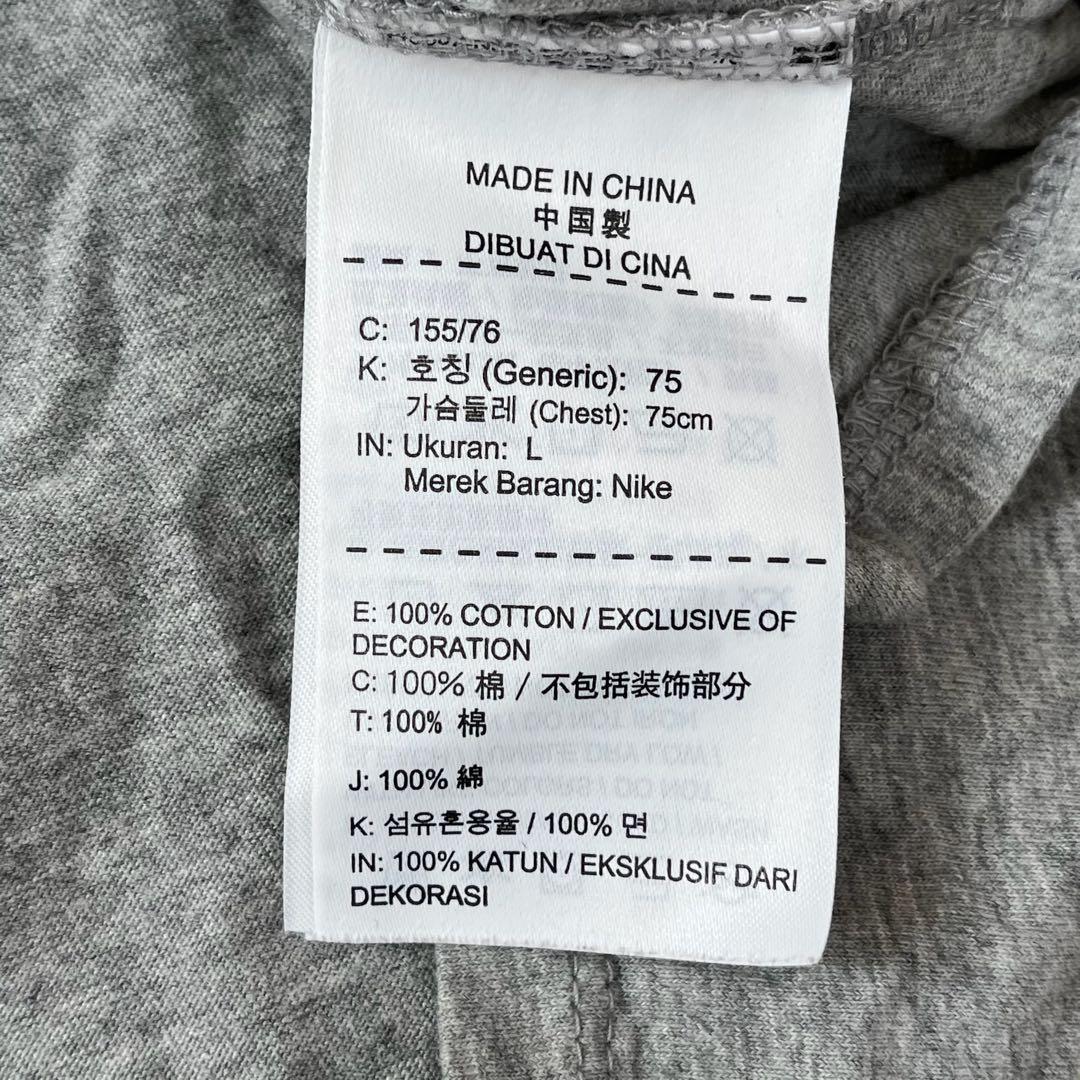 MADE IN CHINA
中国製
DIBUAT DI CINA
C: 155/76
K: 호칭 (Generic): 75
가슴둘레 (Chest): 75cm
IN: Ukuran: L
Merek Barang: Nike
E: 100% COTTON / EXCLUSIVE OF
DECORATION
C: 100% 棉 / 不包括装饰部分
T: 100% 棉
J: 100% 綿
K: 섬유혼용율 / 100% 면
IN: 100% KATUN / EKSKLUSIF DARI
DEKORASI